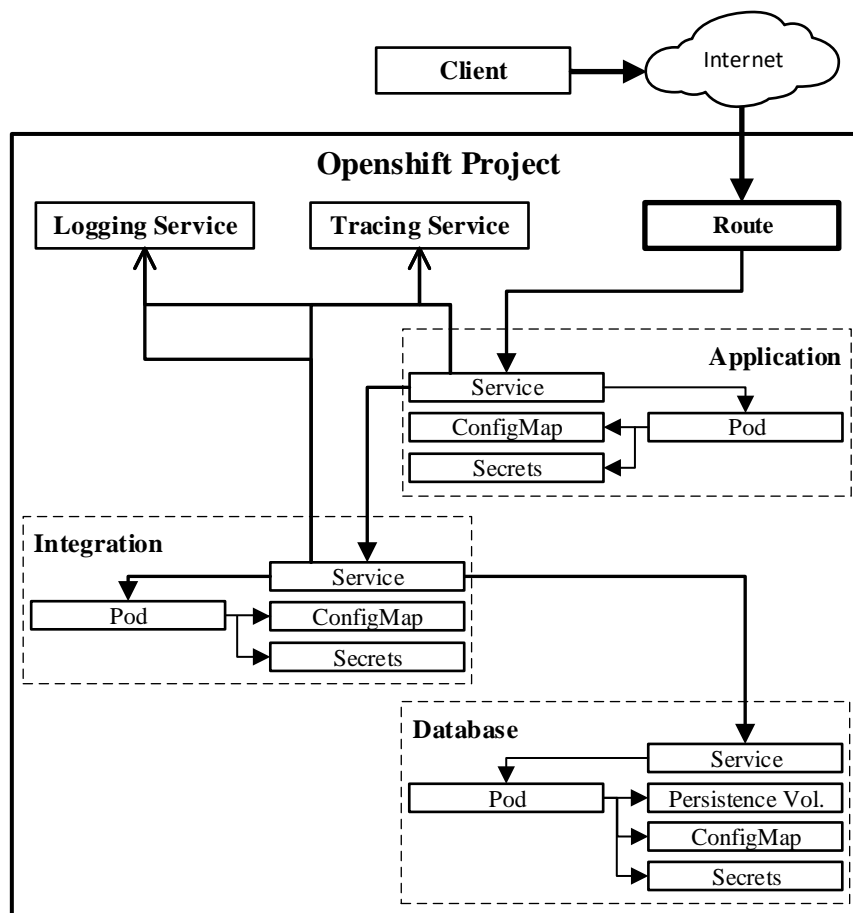 Client
Internet
Openshift Project
Logging Service
Tracing Service
Route
Application
Service
ConfigMap
Pod
Secrets
Integration
Service
Pod
ConfigMap
Secrets
Database
Service
Pod
Persistence Vol.
ConfigMap
Secrets